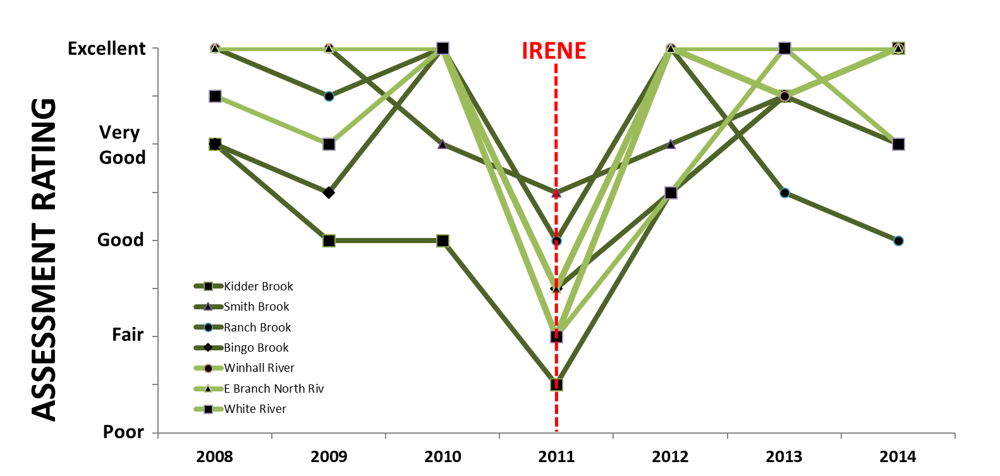 IRENE
ASSESSMENT RATING
Excellent
Very
Good
Good
Fair
Poor
Kidder Brook
Smith Brook
Ranch Brook
Bingo Brook
Winhall River
E Branch North Riv
White River
2008 2009 2010 2011 2012 2013 2014